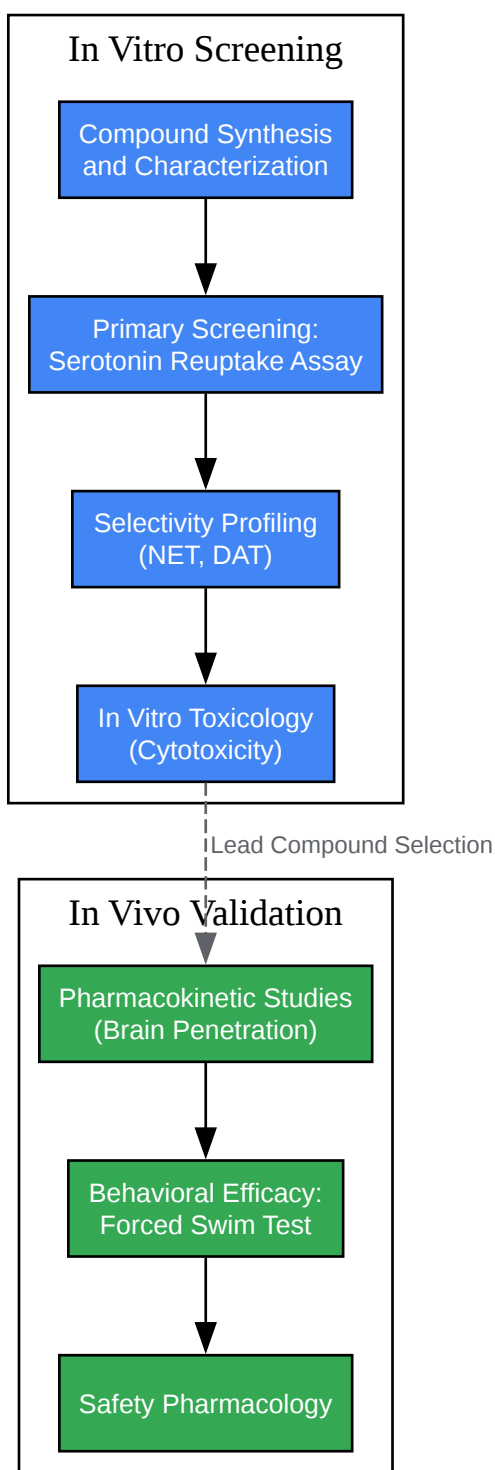 In Vitro Screening
Compound Synthesis
and Characterization
Primary Screening:
Serotonin Reuptake Assay
Selectivity Profiling
(NET, DAT)
In Vitro Toxicology
(Cytotoxicity)
Lead Compound Selection
In Vivo Validation
Pharmacokinetic Studies
(Brain Penetration)
Behavioral Efficacy:
Forced Swim Test
Safety Pharmacology